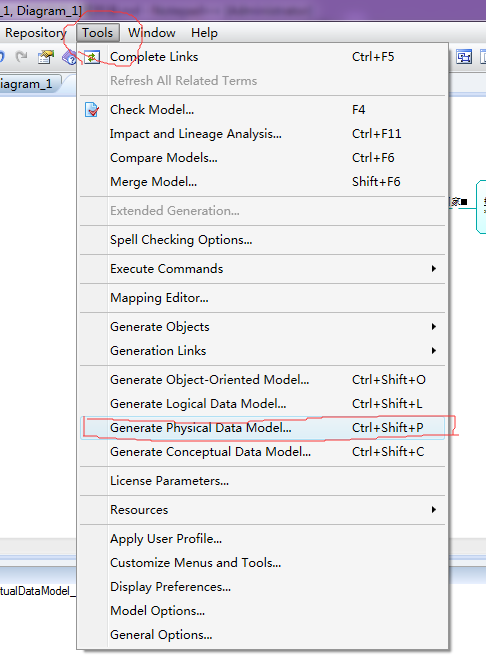 _1, Diagram_1]
Repository Tools Window Help
iagram_1
Complete Links Ctrl+F5
Refresh All Related Terms
Check Model... F4
Impact and Lineage Analysis... Ctrl+F11
Compare Models... Ctrl+F6
Merge Model... Shift+F6
Extended Generation...
Spell Checking Options...
Execute Commands
Mapping Editor...
Generate Objects
Generation Links
Generate Object-Oriented Model... Ctrl+Shift+O
Generate Logical Data Model... Ctrl+Shift+L
Generate Physical Data Model... Ctrl+Shift+P
Generate Conceptual Data Model... Ctrl+Shift+C
License Parameters...
Resources
Apply User Profile...
Customize Menus and Tools...
Display Preferences...
Model Options...
General Options...
tualDataModel_